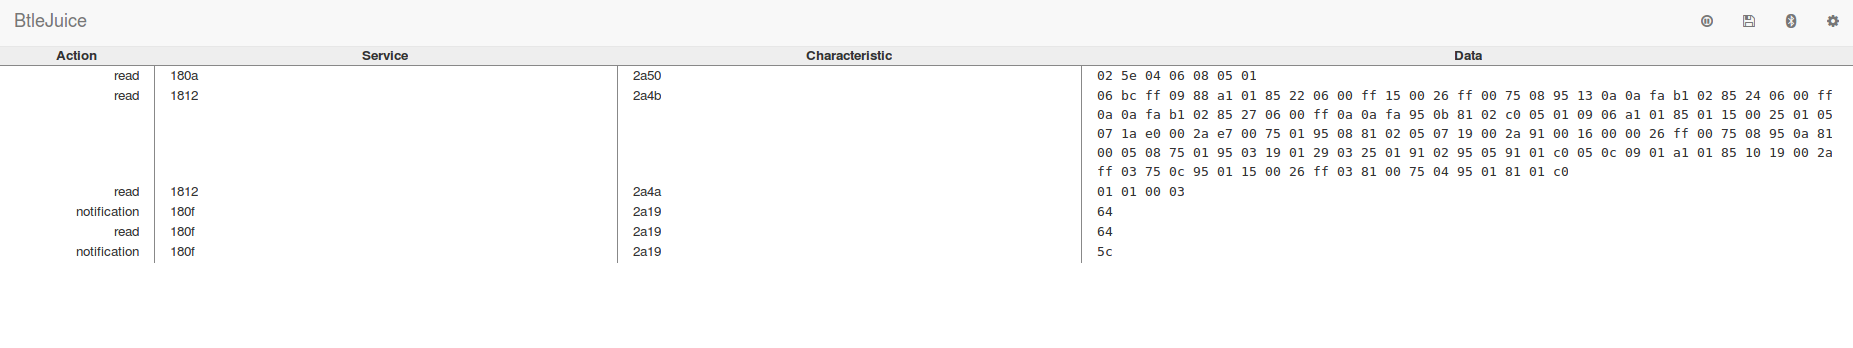 BtleJuice
Action Service Characteristic Data
read 180a 2a50 02 5e 04 06 08 05 01
read 1812 2a4b 06 bc ff 09 88 a1 01 85 22 06 00 ff 15 00 26 ff 00 75 08 95 13 0a 0a fa b1 02 85 24 06 00 ff
0a 0a fa b1 02 85 27 06 00 ff 0a 0a fa 95 0b 81 02 c0 05 01 09 06 a1 01 85 01 15 00 25 01 05
07 1a e0 00 2a e7 00 75 01 95 08 81 02 05 07 19 00 2a 91 00 16 00 00 26 ff 00 75 08 95 0a 81
00 05 08 75 01 95 03 19 01 29 03 25 01 91 02 95 05 91 01 c0 05 0c 09 01 a1 01 85 10 19 00 2a
ff 03 75 0c 95 01 15 00 26 ff 03 81 00 75 04 95 01 81 01 c0
read 1812 2a4a 01 01 00 03
notification 180f 2a19 64
read 180f 2a19 64
notification 180f 2a19 5c